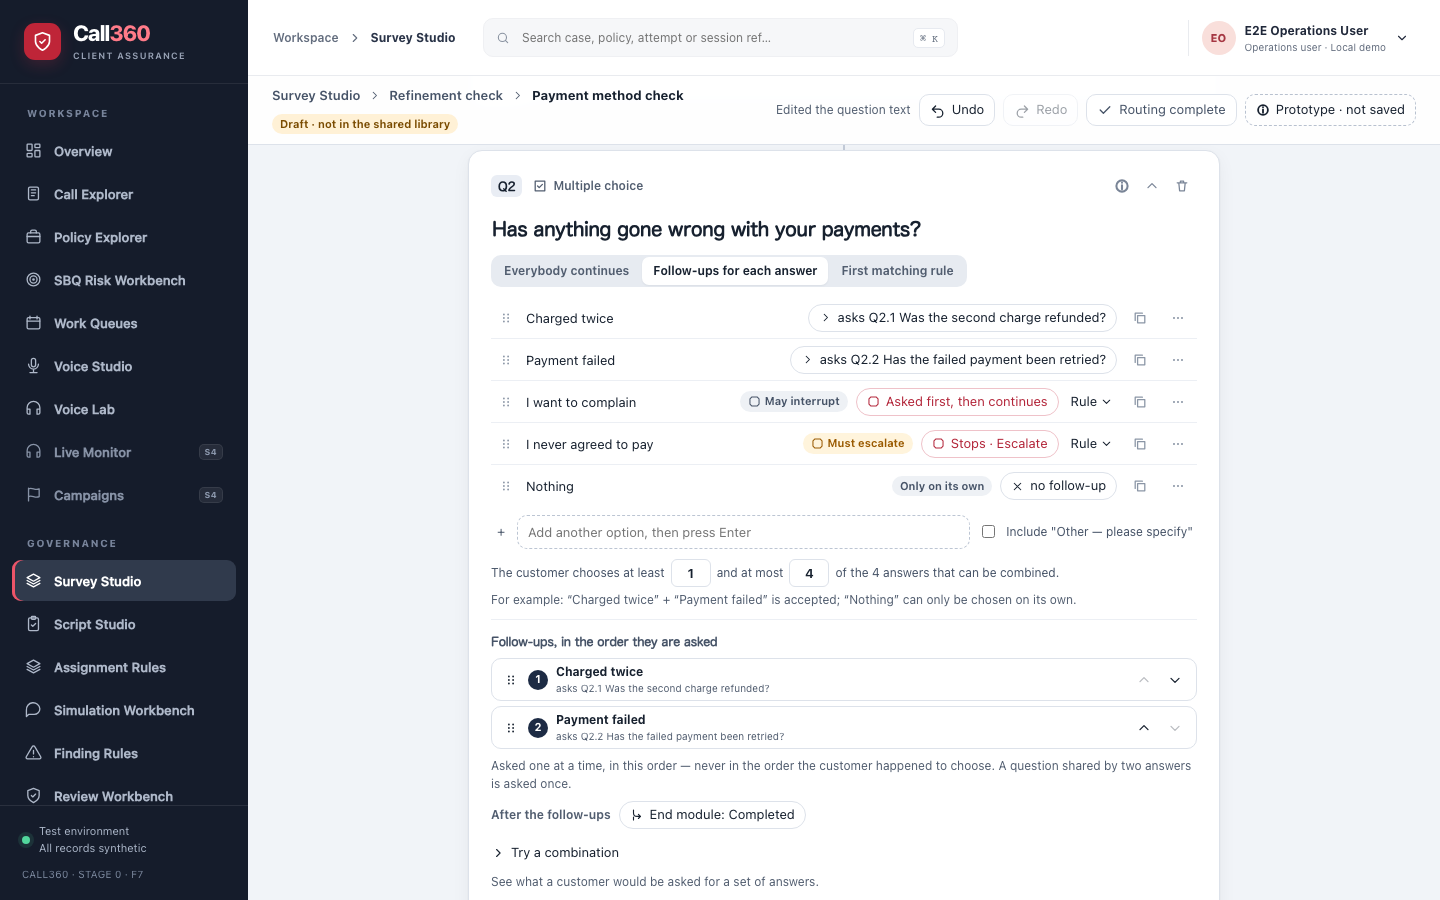 Call360
CLIENT ASSURANCE
WORKSPACE
Overview
Call Explorer
Policy Explorer
SBQ Risk Workbench
Work Queues
Voice Studio
Voice Lab
Live Monitor S4
Campaigns S4
GOVERNANCE
Survey Studio
Script Studio
Assignment Rules
Simulation Workbench
Finding Rules
Review Workbench
Test environment
All records synthetic
CALL360 · STAGE 0 · F7
Workspace > Survey Studio
Search case, policy, attempt or session ref... ⌘ K
EO
E2E Operations User
Operations user · Local demo
Survey Studio > Refinement check > Payment method check
Draft · not in the shared library
Edited the question text
Undo
Redo
Routing complete
Prototype · not saved
Q2 Multiple choice
Has anything gone wrong with your payments?
Everybody continues Follow-ups for each answer First matching rule
Charged twice asks Q2.1 Was the second charge refunded?
Payment failed asks Q2.2 Has the failed payment been retried?
I want to complain May interrupt Asked first, then continues Rule
I never agreed to pay Must escalate Stops · Escalate Rule
Nothing Only on its own no follow-up
+ Add another option, then press Enter Include "Other — please specify"
The customer chooses at least 1 and at most 4 of the 4 answers that can be combined.
For example: “Charged twice” + “Payment failed” is accepted; “Nothing” can only be chosen on its own.
Follow-ups, in the order they are asked
1 Charged twice
asks Q2.1 Was the second charge refunded?
2 Payment failed
asks Q2.2 Has the failed payment been retried?
Asked one at a time, in this order — never in the order the customer happened to choose. A question shared by two answers
is asked once.
After the follow-ups End module: Completed
Try a combination
See what a customer would be asked for a set of answers.